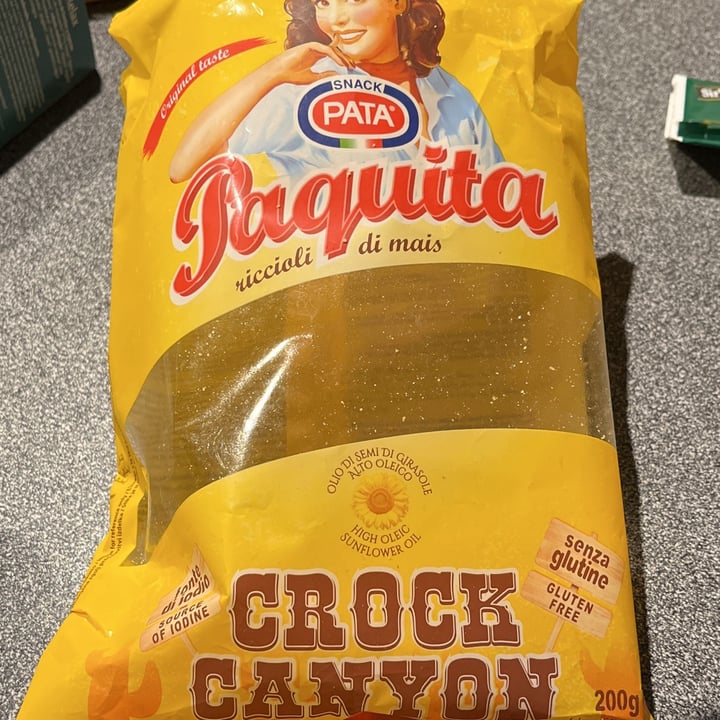 Original taste
SNACK
PATA®
Paquita
riccioli di mais
OLIO DI SEMI DI GIRASOLE
ALTO OLEICO
HIGH OLEIC
SUNFLOWER OIL
fonte
di iodio
SOURCE
OF IODINE
senza
glutine
GLUTEN
FREE
CROCK
CANYON
200g